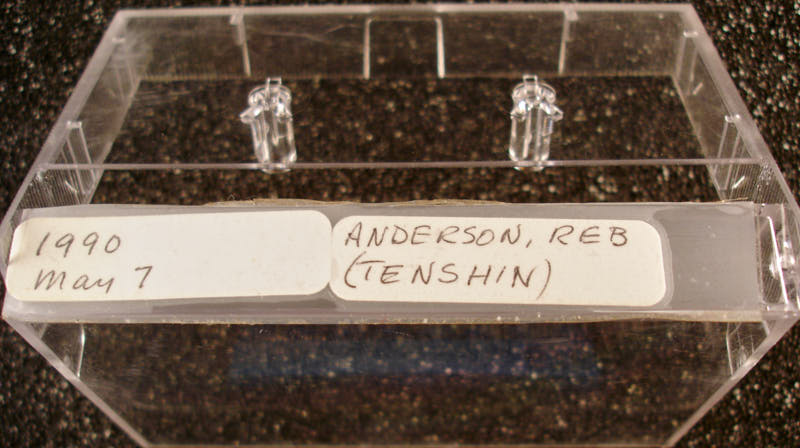 1990
May 7
ANDERSON, REB
(TENSHIN)